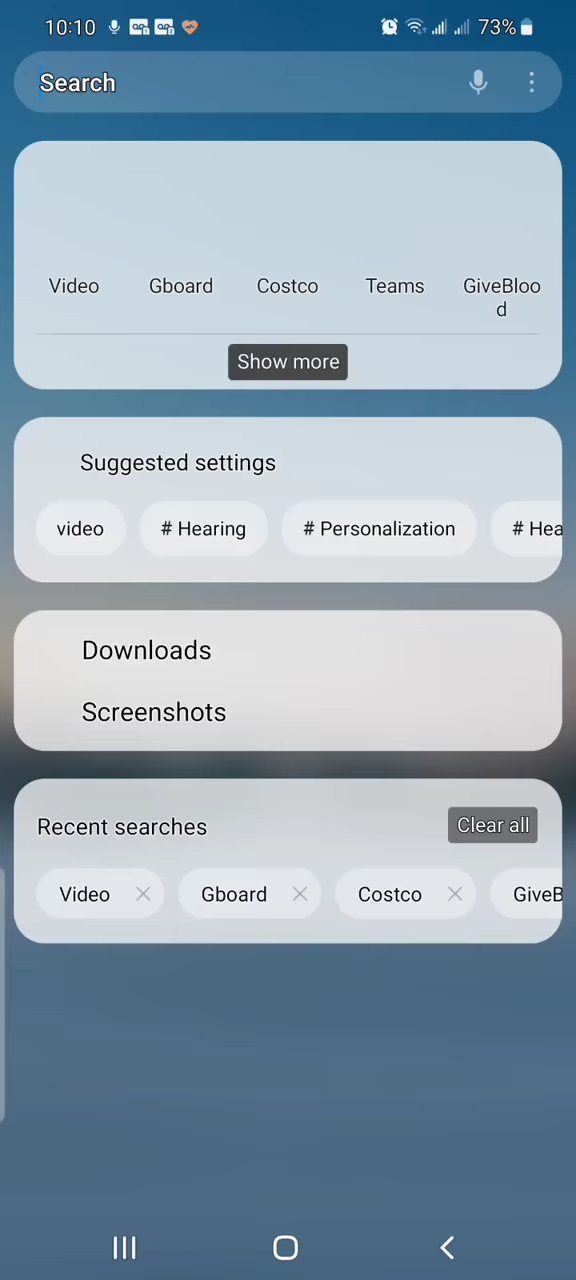 10:10 73%
Search
Video Gboard Costco Teams GiveBloo
d
Show more
Suggested settings
video # Hearing # Personalization # Hea
Downloads
Screenshots
Recent searches Clear all
Video Gboard Costco GiveB